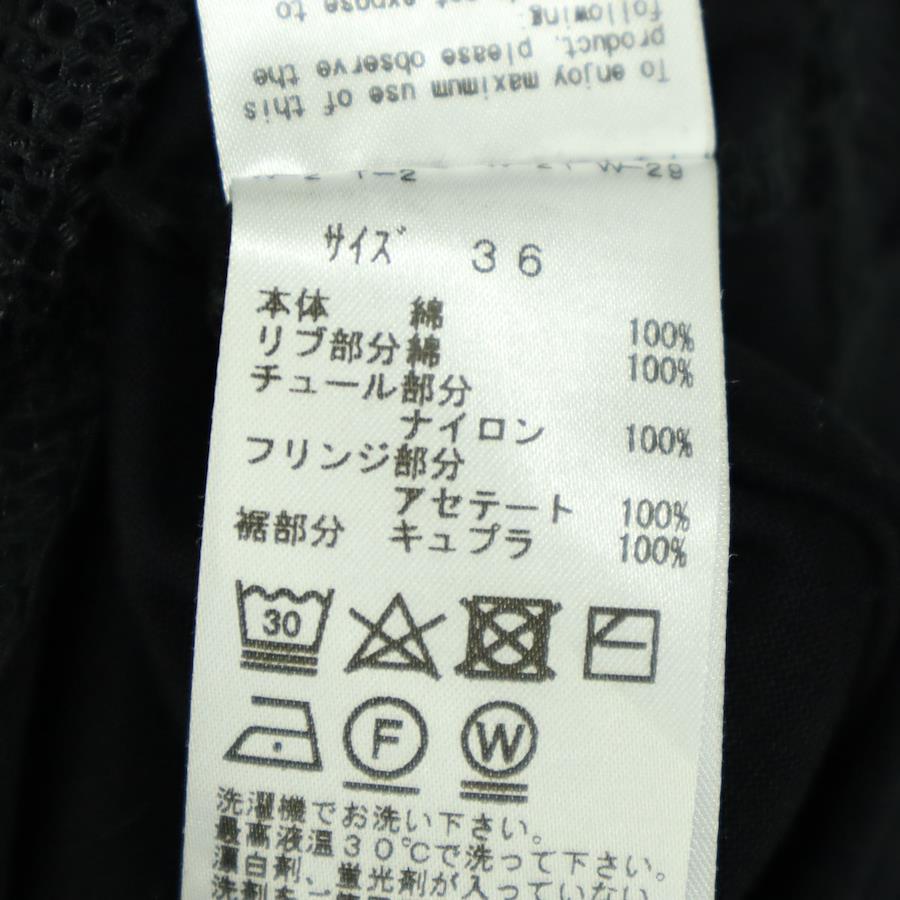 expose to
following:
product, please observe the
To enjoy maximum use of this
サイズ 36
本体 綿 100%
リブ部分 綿 100%
チュール部分
ナイロン 100%
フリンジ部分
アセテート 100%
裾部分 キュプラ 100%
30
F
W
洗濯機でお洗い下さい。
最高液温30℃で洗って下さい。
漂白剤、蛍光剤が入っていない